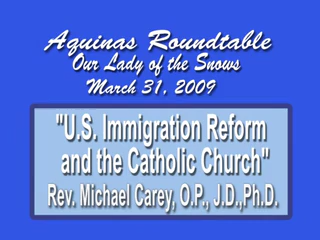 Aquinas Roundtable
Our Lady of the Snows
March 31, 2009
"U.S. Immigration Reform
and the Catholic Church"
Rev. Michael Carey, O.P., J.D.,Ph.D.